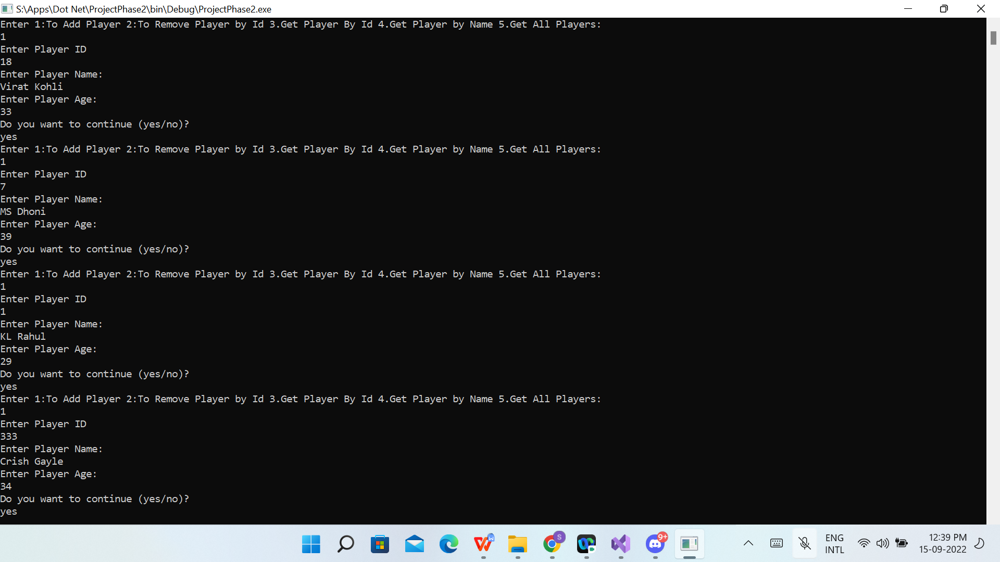 S:\Apps\Dot Net\ProjectPhase2\bin\Debug\ProjectPhase2.exe
Enter 1:To Add Player 2:To Remove Player by Id 3.Get Player By Id 4.Get Player by Name 5.Get All Players:
1
Enter Player ID
18
Enter Player Name:
Virat Kohli
Enter Player Age:
33
Do you want to continue (yes/no)?
yes
Enter 1:To Add Player 2:To Remove Player by Id 3.Get Player By Id 4.Get Player by Name 5.Get All Players:
1
Enter Player ID
7
Enter Player Name:
MS Dhoni
Enter Player Age:
39
Do you want to continue (yes/no)?
yes
Enter 1:To Add Player 2:To Remove Player by Id 3.Get Player By Id 4.Get Player by Name 5.Get All Players:
1
Enter Player ID
1
Enter Player Name:
KL Rahul
Enter Player Age:
29
Do you want to continue (yes/no)?
yes
Enter 1:To Add Player 2:To Remove Player by Id 3.Get Player By Id 4.Get Player by Name 5.Get All Players:
1
Enter Player ID
333
Enter Player Name:
Crish Gayle
Enter Player Age:
34
Do you want to continue (yes/no)?
yes
S
9+
ENG
INTL
12:39 PM
15-09-2022